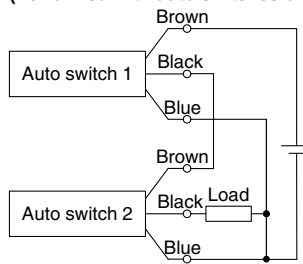 Brown
Auto switch 1
Black
Blue
Brown
Auto switch 2
Black Load
Blue